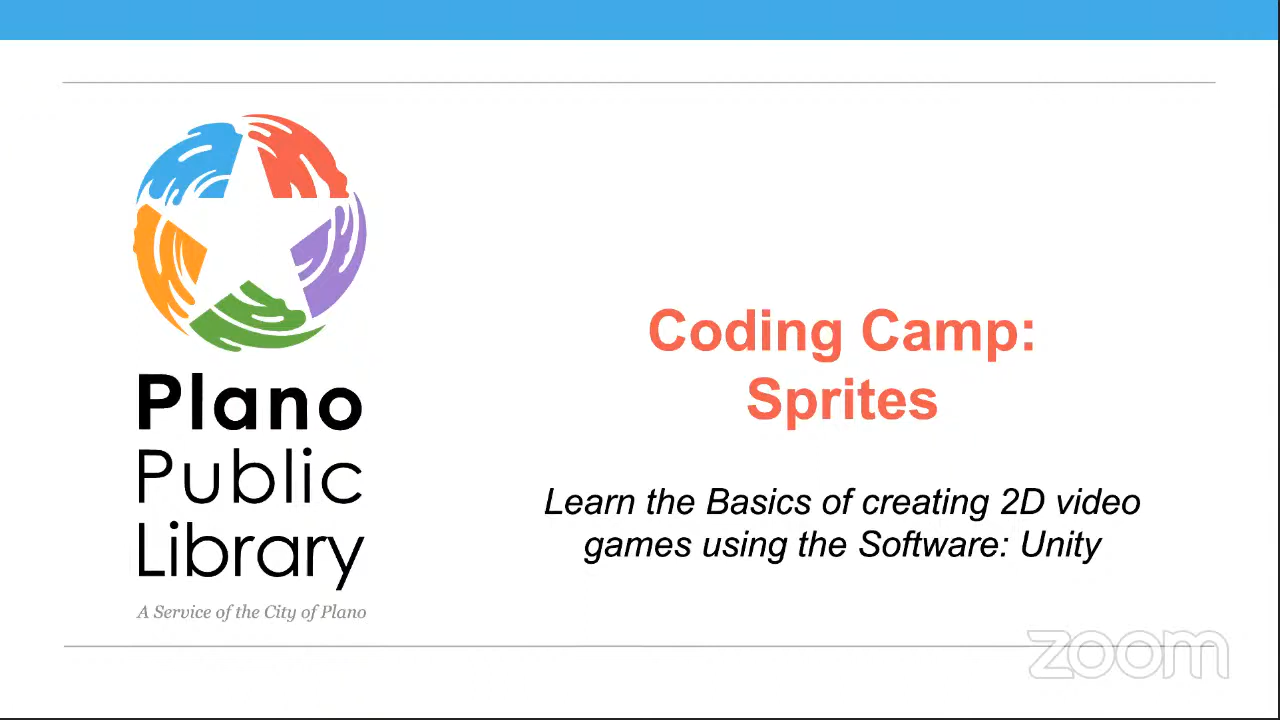 Plano
Public
Library
A Service of the City of Plano
Coding Camp:
Sprites
Learn the Basics of creating 2D video
games using the Software: Unity
zoom